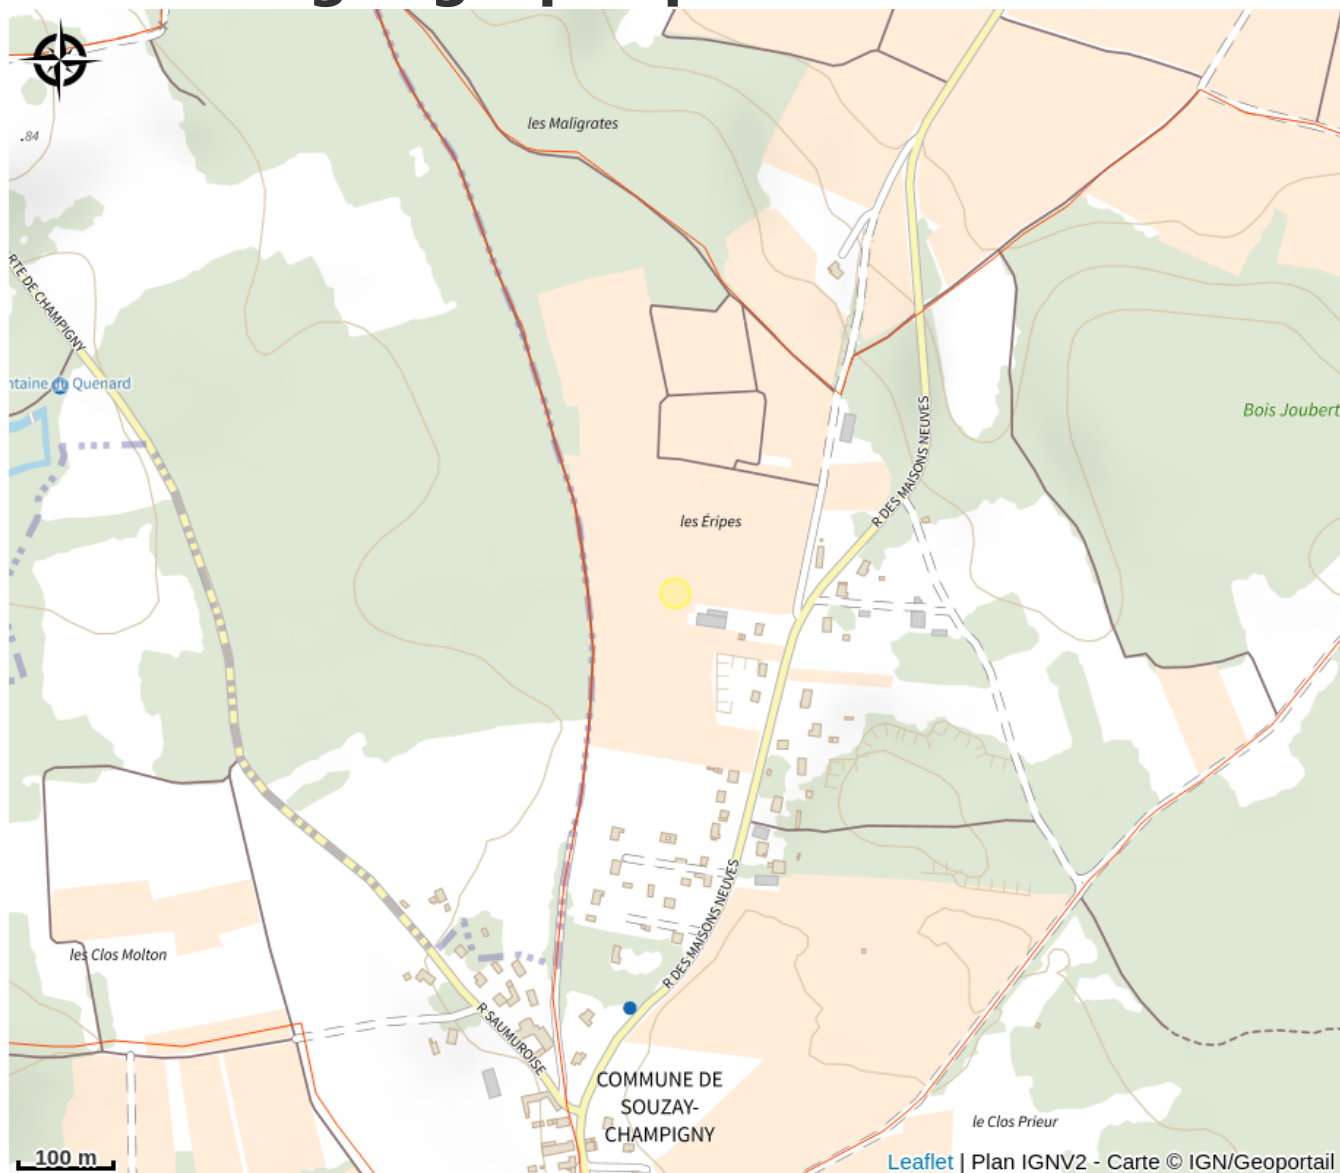 les Maligrates
.84
RTE DE CHAMPIGNY
ntaine du Quenard
Bois Joubert
R DES MAISONS NEUVES
les Éripes
R DES MAISONS NEUVES
les Clos Molton
R SAUMUROISE
COMMUNE DE
SOUZAY-
CHAMPIGNY
le Clos Prieur
100 m
Leaflet | Plan IGNV2 - Carte © IGN/Geoportail